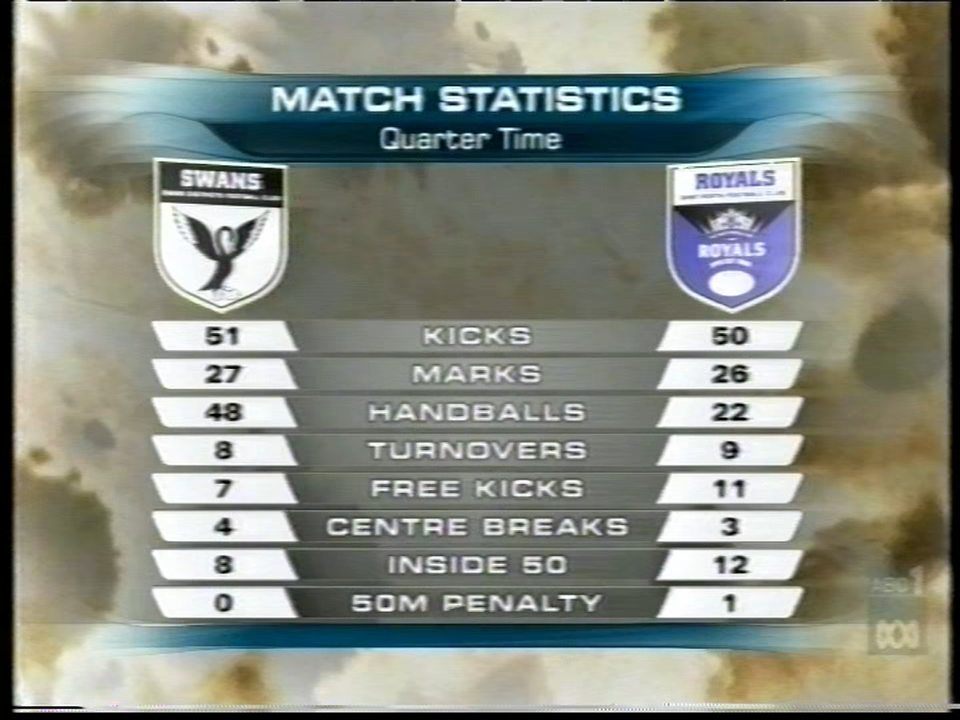 MATCH STATISTICS
Quarter Time
SWANS
ROYALS
ROYALS
51 KICKS 50
27 MARKS 26
48 HANDBALLS 22
8 TURNOVERS 9
7 FREE KICKS 11
4 CENTRE BREAKS 3
8 INSIDE 50 12
0 50M PENALTY 1
ABC1